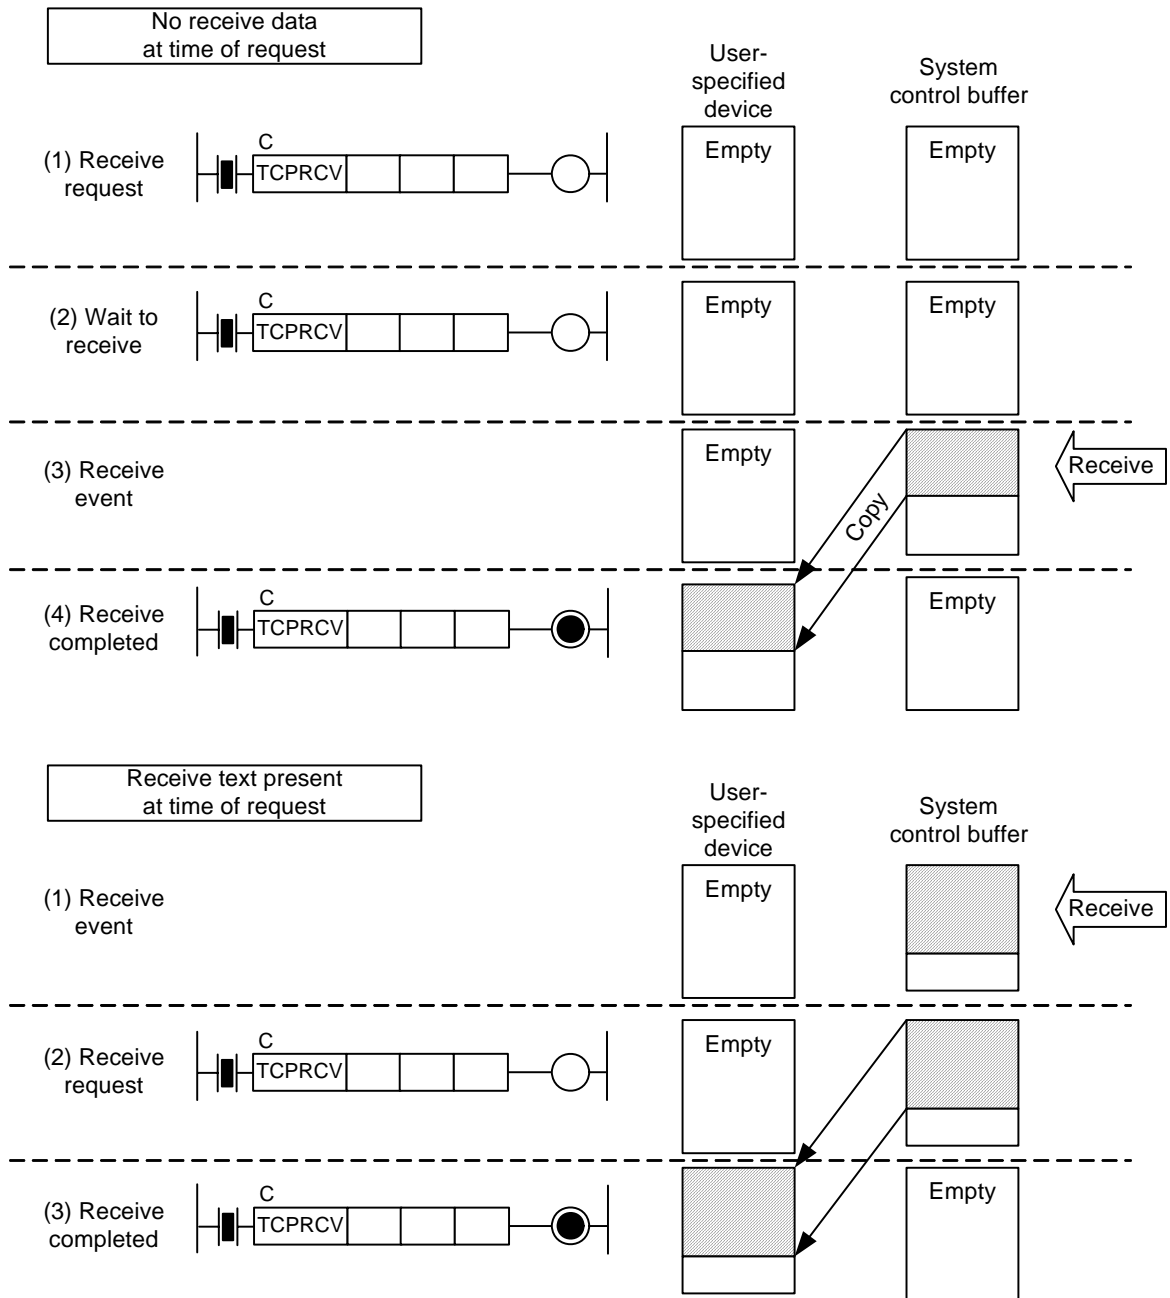 No receive data
at time of request
User-
specified
device
System
control buffer
(1) Receive
request
C
TCPRCV
Empty
Empty
(2) Wait to
receive
C
TCPRCV
Empty
Empty
(3) Receive
event
Empty
Copy
Receive
(4) Receive
completed
C
TCPRCV
Empty
Receive text present
at time of request
User-
specified
device
System
control buffer
(1) Receive
event
Empty
Receive
(2) Receive
request
C
TCPRCV
Empty
(3) Receive
completed
C
TCPRCV
Empty